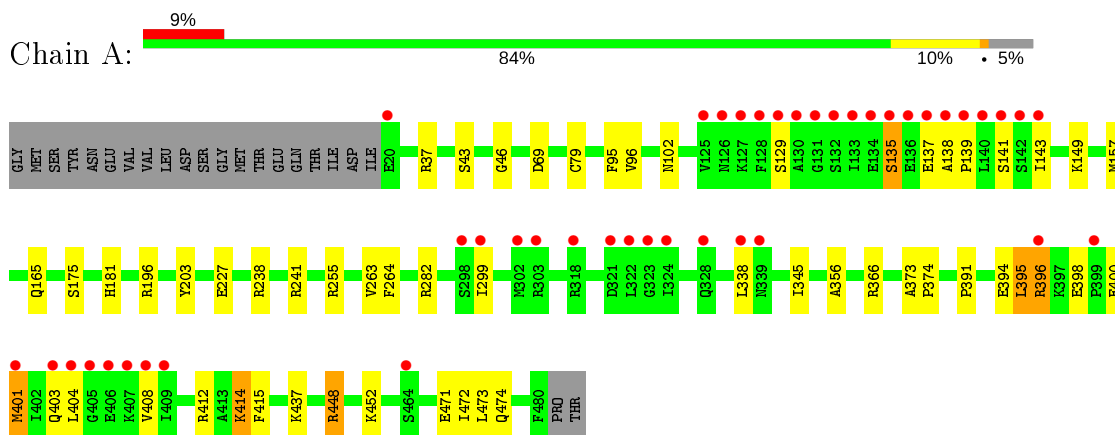 9%
Chain A:
84% 10% • 5%
GLY MET SER TYR ASN GLU VAL VAL LEU ASP SER GLY MET THR GLU GLN THR ILE ASP ILE E20 R37 S43 G46 D69 C79 F95 V96 N102 V125 N126 K127 F128 S129 A130 G131 S132 I133 E134 S135 E136 E137 A138 P139 L140 S141 S142 I143 K149 M157
Q165 S175 H181 R196 Y203 E227 R238 R241 R255 V263 F264 R282 S298 I299 M302 R303 R318 D321 L322 G323 I324 Q328 L338 N339 I345 A356 R366 A373 P374 P391 E394 L395 R396 K397 E398 P399
M401 I402 Q403 L404 G405 E406 K407 V408 I409 R412 A413 K414 F415 K437 R448 K452 S464 E471 I472 L473 Q474 F480 PRO THR